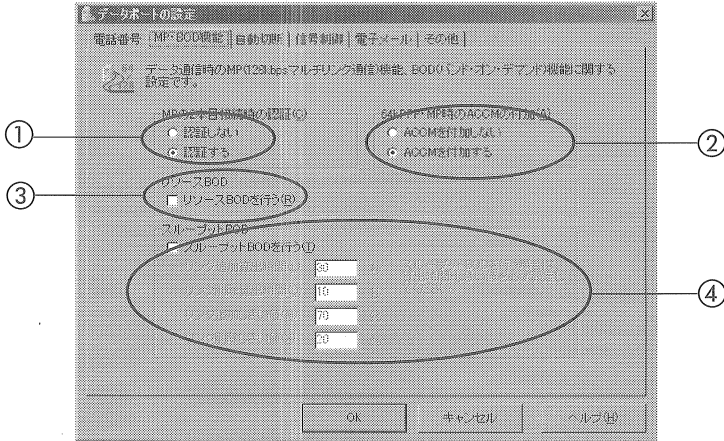 データポートの設定
電話番号 MP・BOD機能 自動切断 信号制御 電子メール その他
データ通信時のMP(128kbpsマルチリンク通信)機能、BOD(バンド・オン・デマンド)機能に関する
設定です。
MPの2本目接続時の認証(C)
64kPPP・MP時のACCMの付加(A)
① 認証しない
ACCMを付加しない ②
認証する
ACCMを付加する
③ リソースBOD
リソースBODを行う(R)
スループットBOD
スループットBODを行う(T)
30
10
④
70
20
OK キャンセル ヘルプ(H)